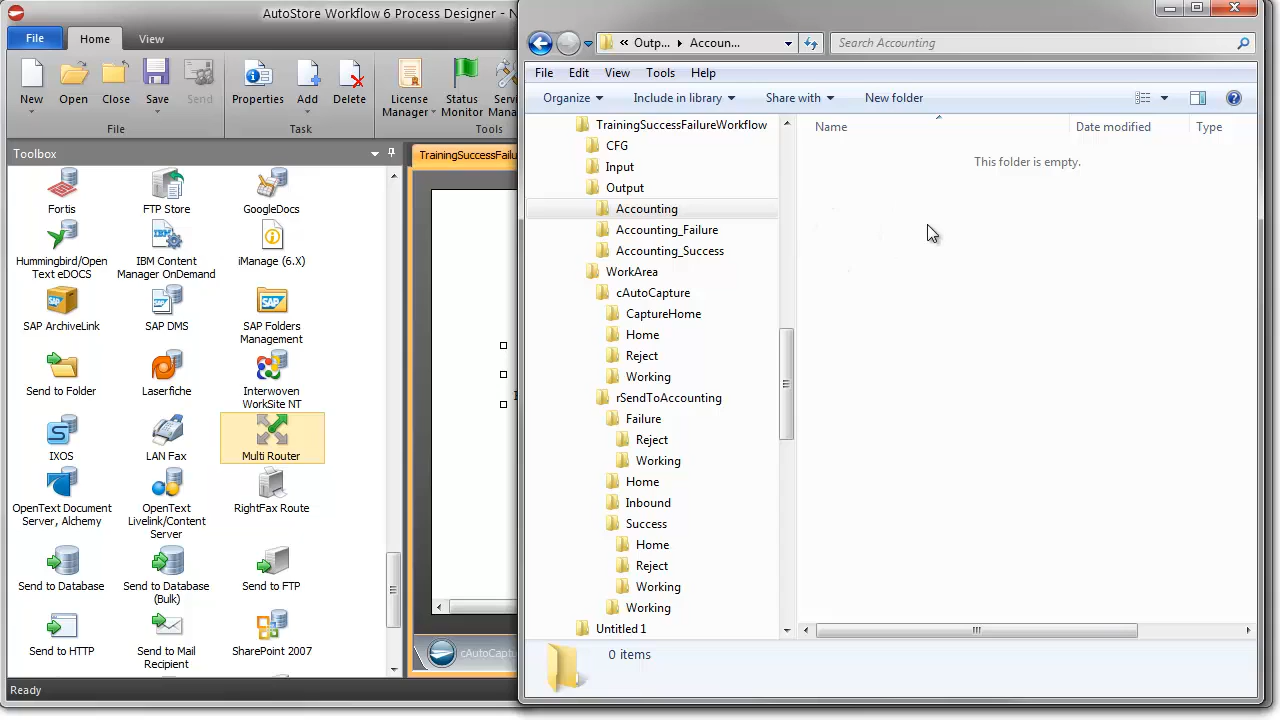 AutoStore Workflow 6 Process Designer - N
File
Home
View
New
Open
Close
Save
Send
Properties
Add
Delete
License
Manager
Status
Monitor
File
Task
Tools
Toolbox
Fortis
FTP Store
GoogleDocs
Hummingbird/Open
Text eDOCS
IBM Content
Manager OnDemand
iManage (6.X)
SAP ArchiveLink
SAP DMS
SAP Folders
Management
Send to Folder
Laserfiche
Interwoven
WorkSite NT
IXOS
LAN Fax
Multi Router
OpenText Document
Server, Alchemy
OpenText
Livelink/Content
Server
RightFax Route
Send to Database
Send to Database
(Bulk)
Send to FTP
Send to HTTP
Send to Mail
Recipient
SharePoint 2007
Ready
TrainingSuccessFailu
cAutoCaptu
« Outp... ▸ Accoun...
Search Accounting
File Edit View Tools Help
Organize Include in library Share with New folder
TrainingSuccessFailureWorkflow
CFG
Input
Output
Accounting
Accounting_Failure
Accounting_Success
WorkArea
cAutoCapture
CaptureHome
Home
Reject
Working
rSendToAccounting
Failure
Reject
Working
Home
Inbound
Success
Home
Reject
Working
Working
Untitled 1
Name Date modified Type
This folder is empty.
0 items